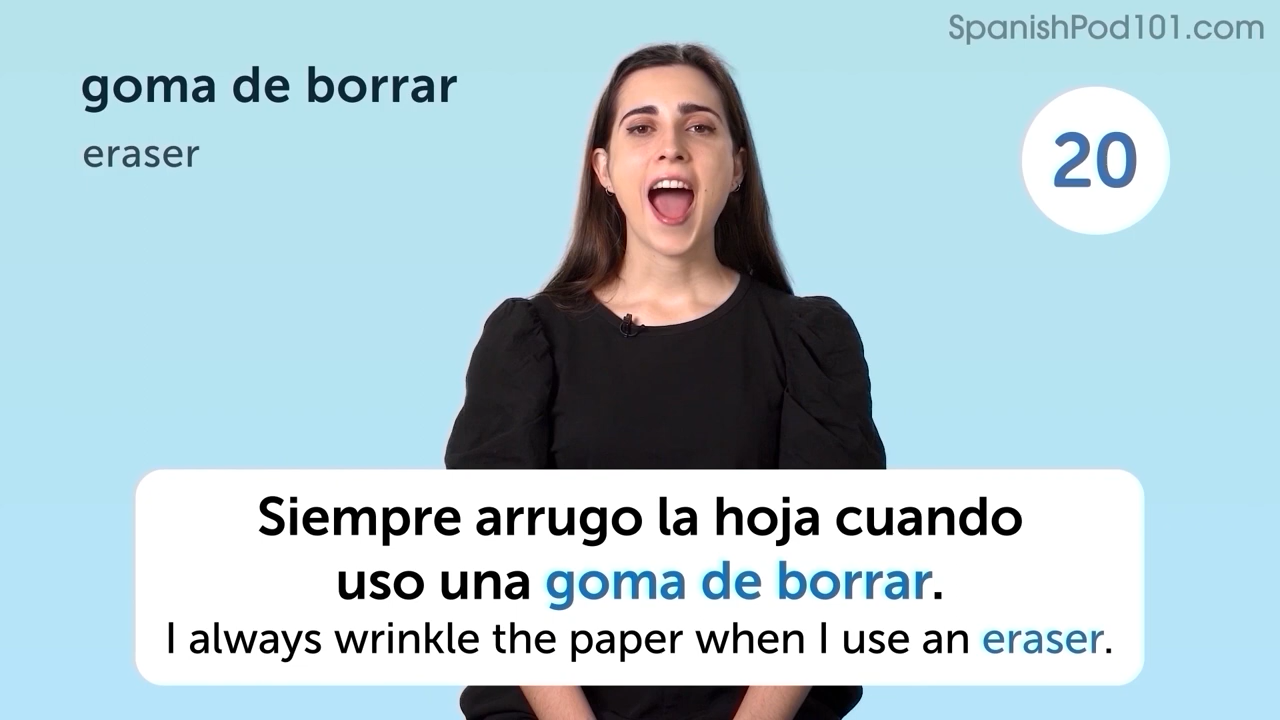 SpanishPod101.com
goma de borrar
eraser
20
Siempre arrugo la hoja cuando
uso una goma de borrar.
I always wrinkle the paper when I use an eraser.